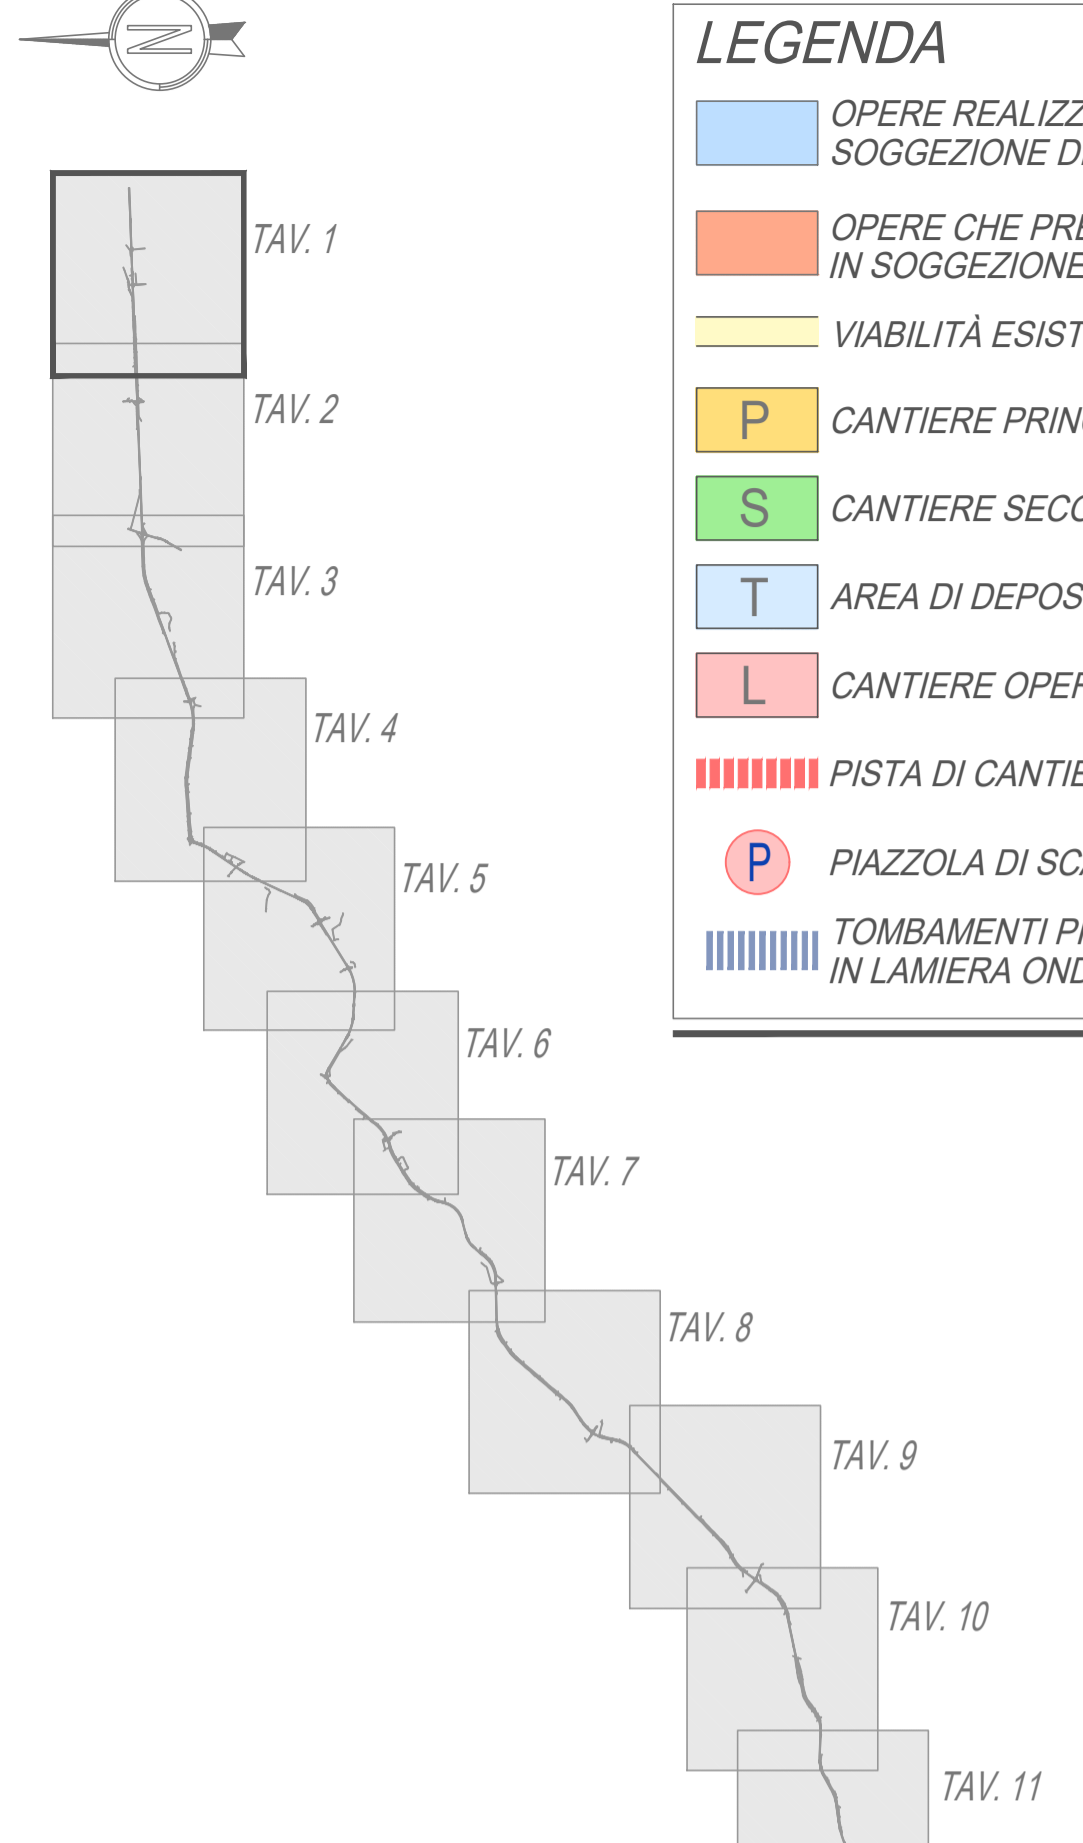 N
TAV. 1
TAV. 2
TAV. 3
TAV. 4
TAV. 5
TAV. 6
TAV. 7
TAV. 8
TAV. 9
TAV. 10
TAV. 11
LEGENDA
OPERE REALIZZ
SOGGEZIONE D
OPERE CHE PRE
IN SOGGEZIONE
VIABILITÀ ESIST
P CANTIERE PRIN
S CANTIERE SECO
T AREA DI DEPOS
L CANTIERE OPER
PISTA DI CANTIE
P PIAZZOLA DI SC
TOMBAMENTI P
IN LAMIERA OND